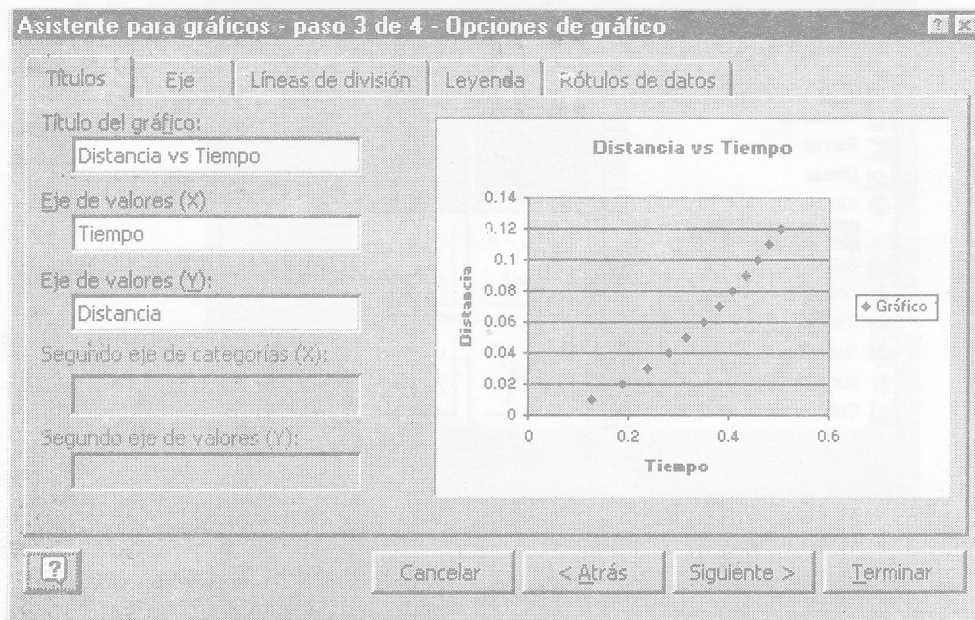 Asistente para gráficos - paso 3 de 4 - Opciones de gráfico
Títulos Eje Líneas de división Leyenda Rótulos de datos
Título del gráfico:
Distancia vs Tiempo
Eje de valores (X)
Tiempo
Eje de valores (Y):
Distancia
Segundo eje de categorías (X):
Segundo eje de valores (Y):
Distancia vs Tiempo
Distancia
0.14
0.12
0.1
0.08
0.06
0.04
0.02
0
0 0.2 0.4 0.6
Tiempo
Gráfico
?
Cancelar < Atrás Siguiente > Terminar